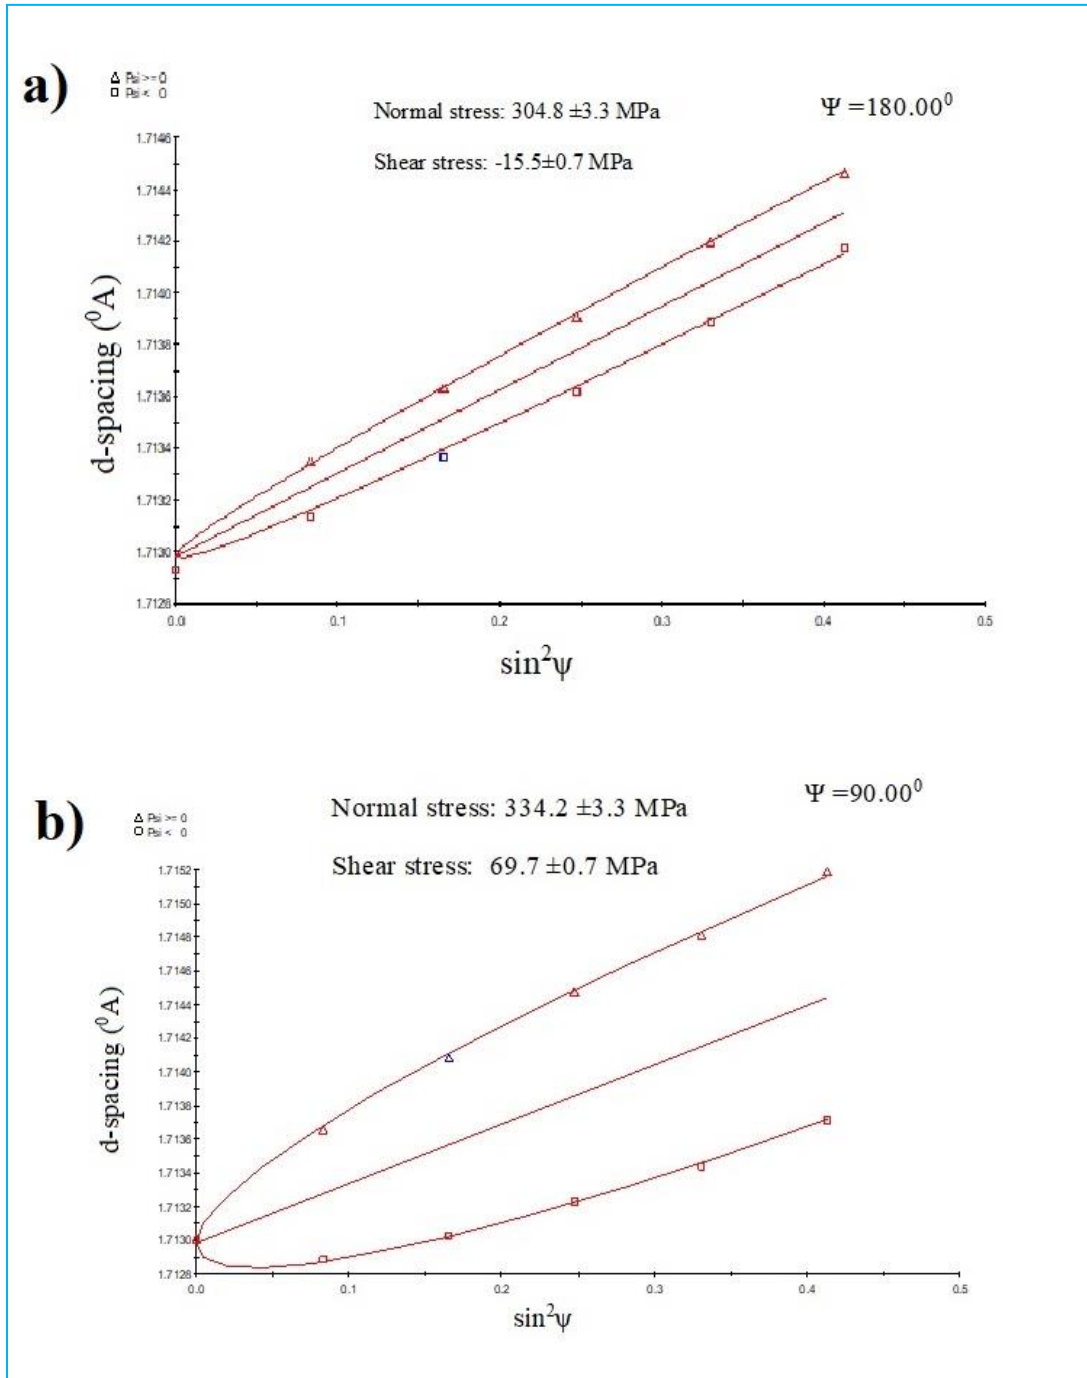 a)
△ Psi >= 0
□ Psi < 0
Normal stress: 304.8 ±3.3 MPa
Ψ =180.00⁰
Shear stress: -15.5±0.7 MPa
1.7146
1.7144
1.7142
1.7140
1.7138
1.7136
1.7134
1.7132
1.7130
1.7128
d-spacing (⁰A)
0.0 0.1 0.2 0.3 0.4 0.5
sin²ψ
b)
△ Psi >= 0
O Psi < 0
Normal stress: 334.2 ±3.3 MPa
Ψ =90.00⁰
Shear stress: 69.7 ±0.7 MPa
1.7152
1.7150
1.7148
1.7146
1.7144
1.7142
1.7140
1.7138
1.7136
1.7134
1.7132
1.7130
1.7128
d-spacing (⁰A)
0.0 0.1 0.2 0.3 0.4 0.5
sin²ψ